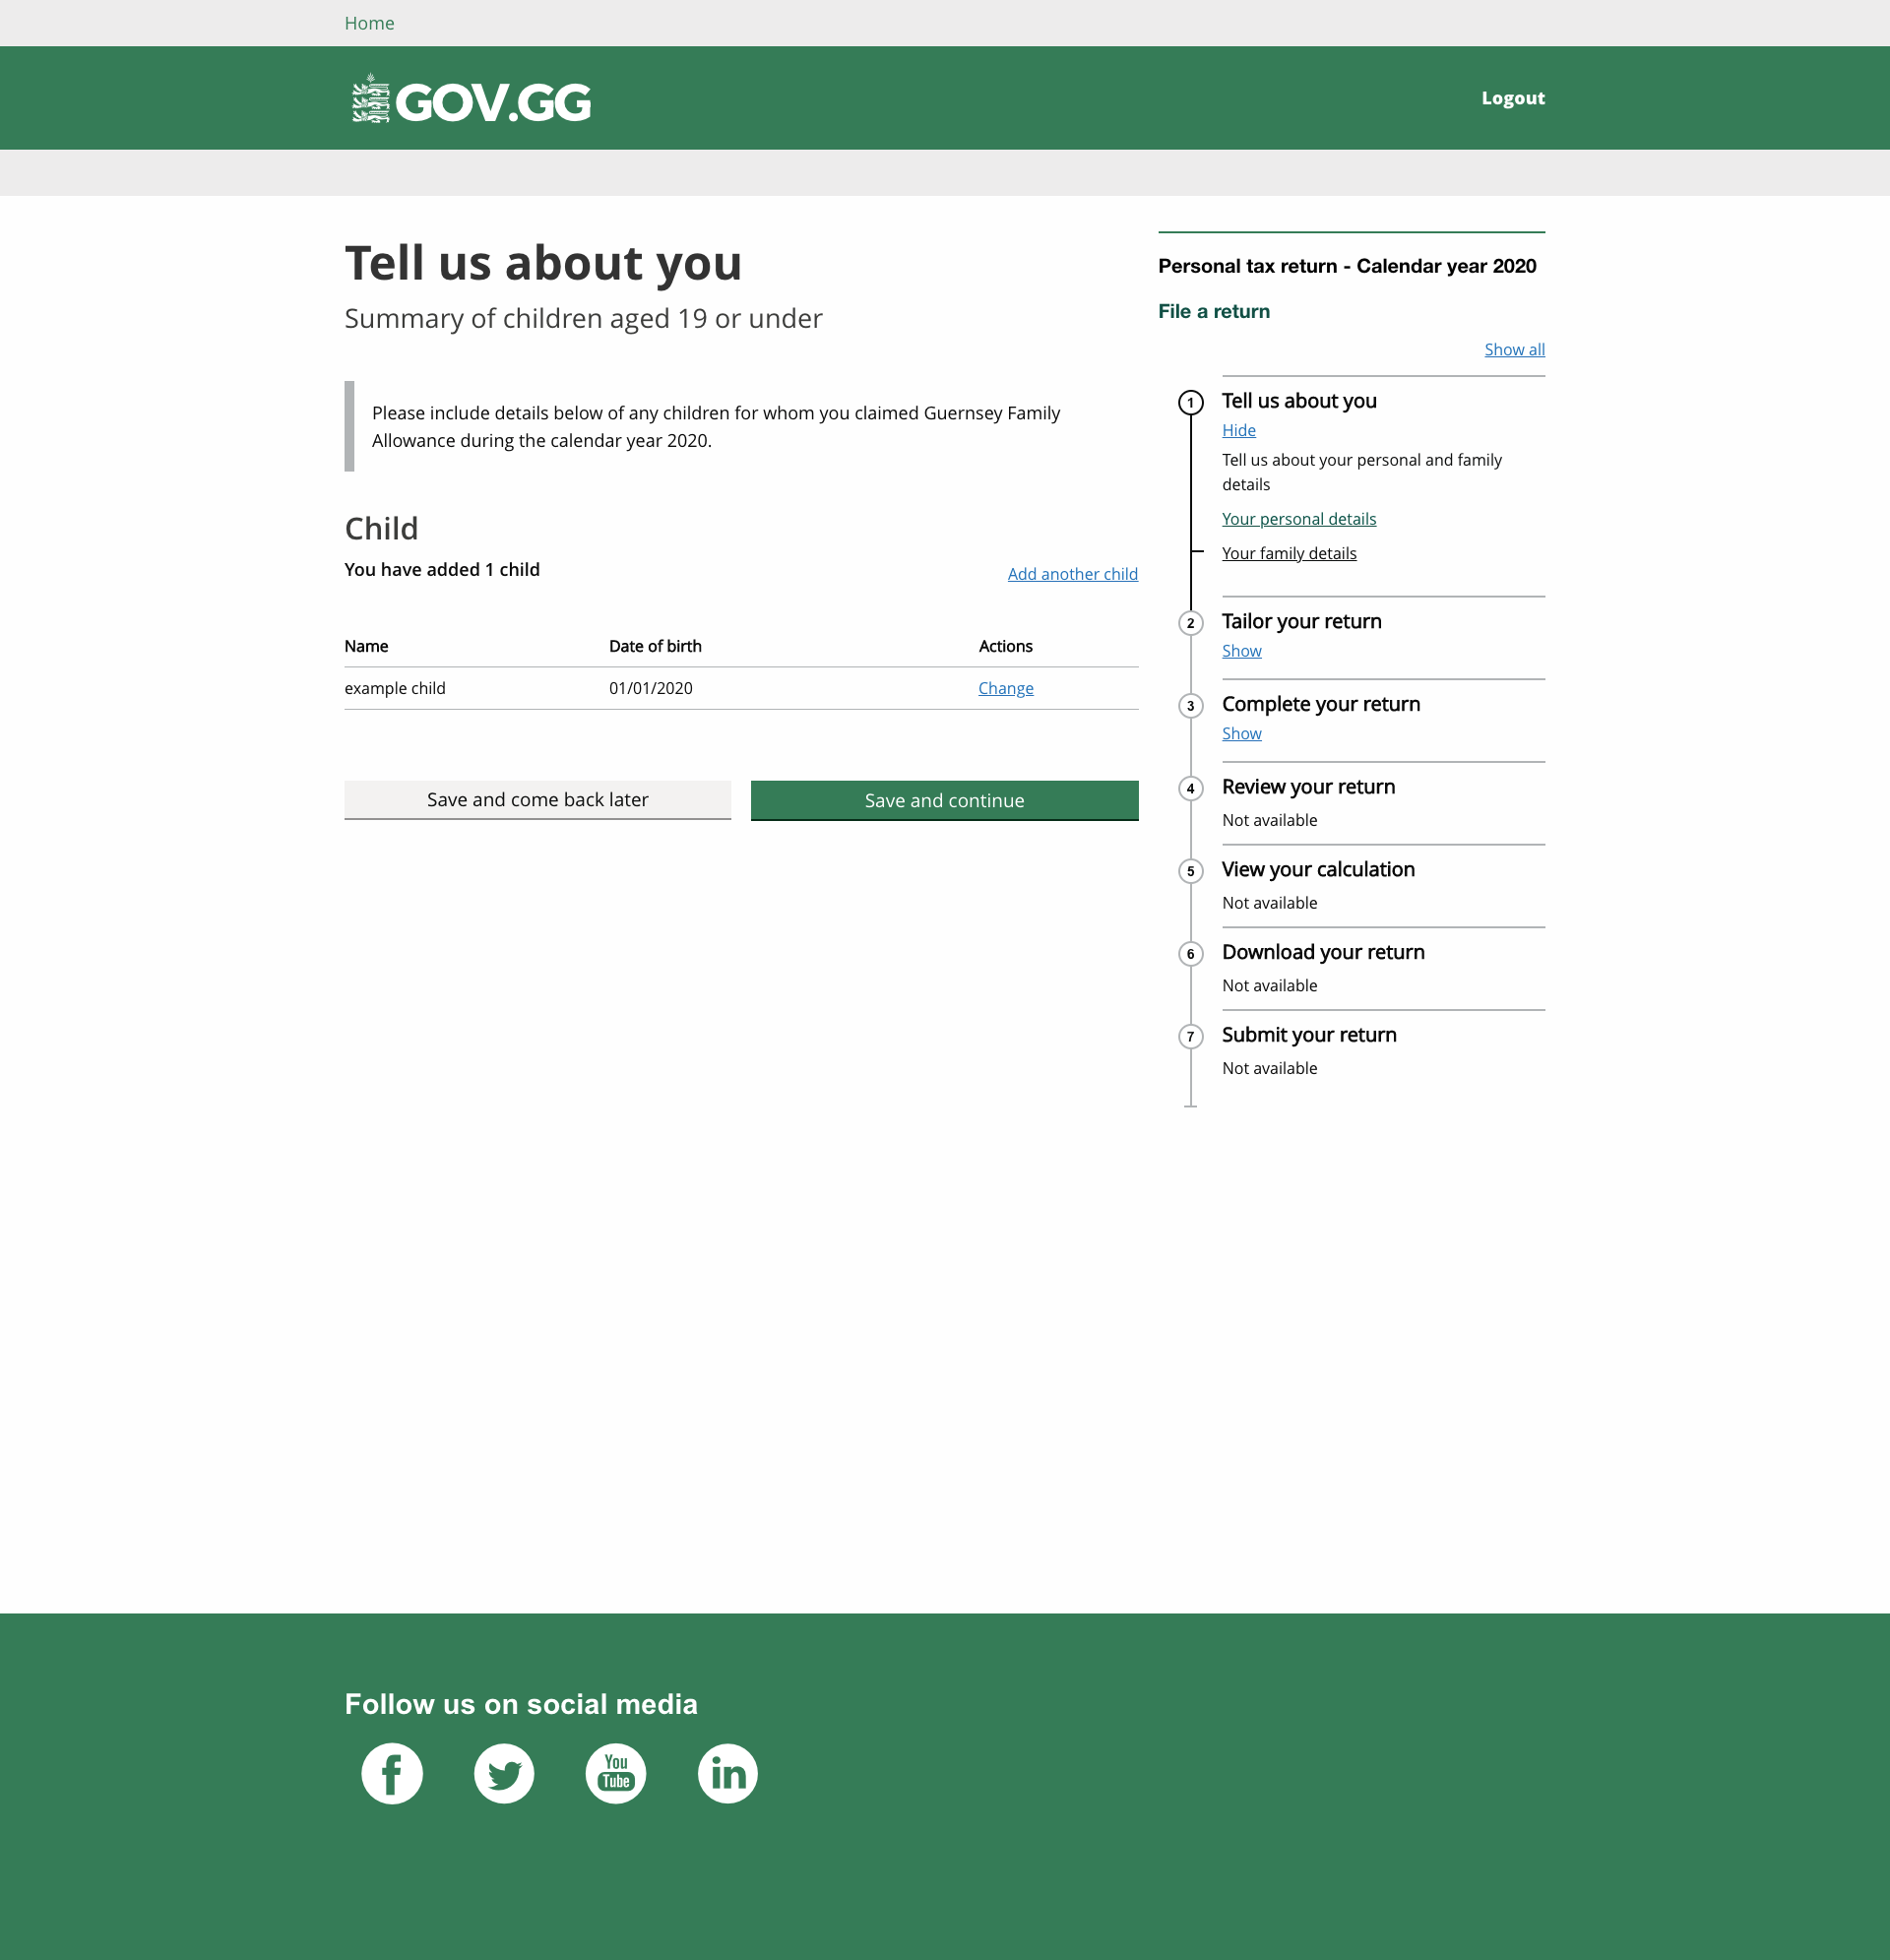 Home
GOV.GG
Logout
Tell us about you
Summary of children aged 19 or under
Please include details below of any children for whom you claimed Guernsey Family
Allowance during the calendar year 2020.
Child
You have added 1 child
Add another child
Name Date of birth Actions
example child 01/01/2020 Change
Save and come back later
Save and continue
Personal tax return - Calendar year 2020
File a return
Show all
1 Tell us about you
Hide
Tell us about your personal and family
details
Your personal details
Your family details
2 Tailor your return
Show
3 Complete your return
Show
4 Review your return
Not available
5 View your calculation
Not available
6 Download your return
Not available
7 Submit your return
Not available
Follow us on social media
f
You
Tube
in